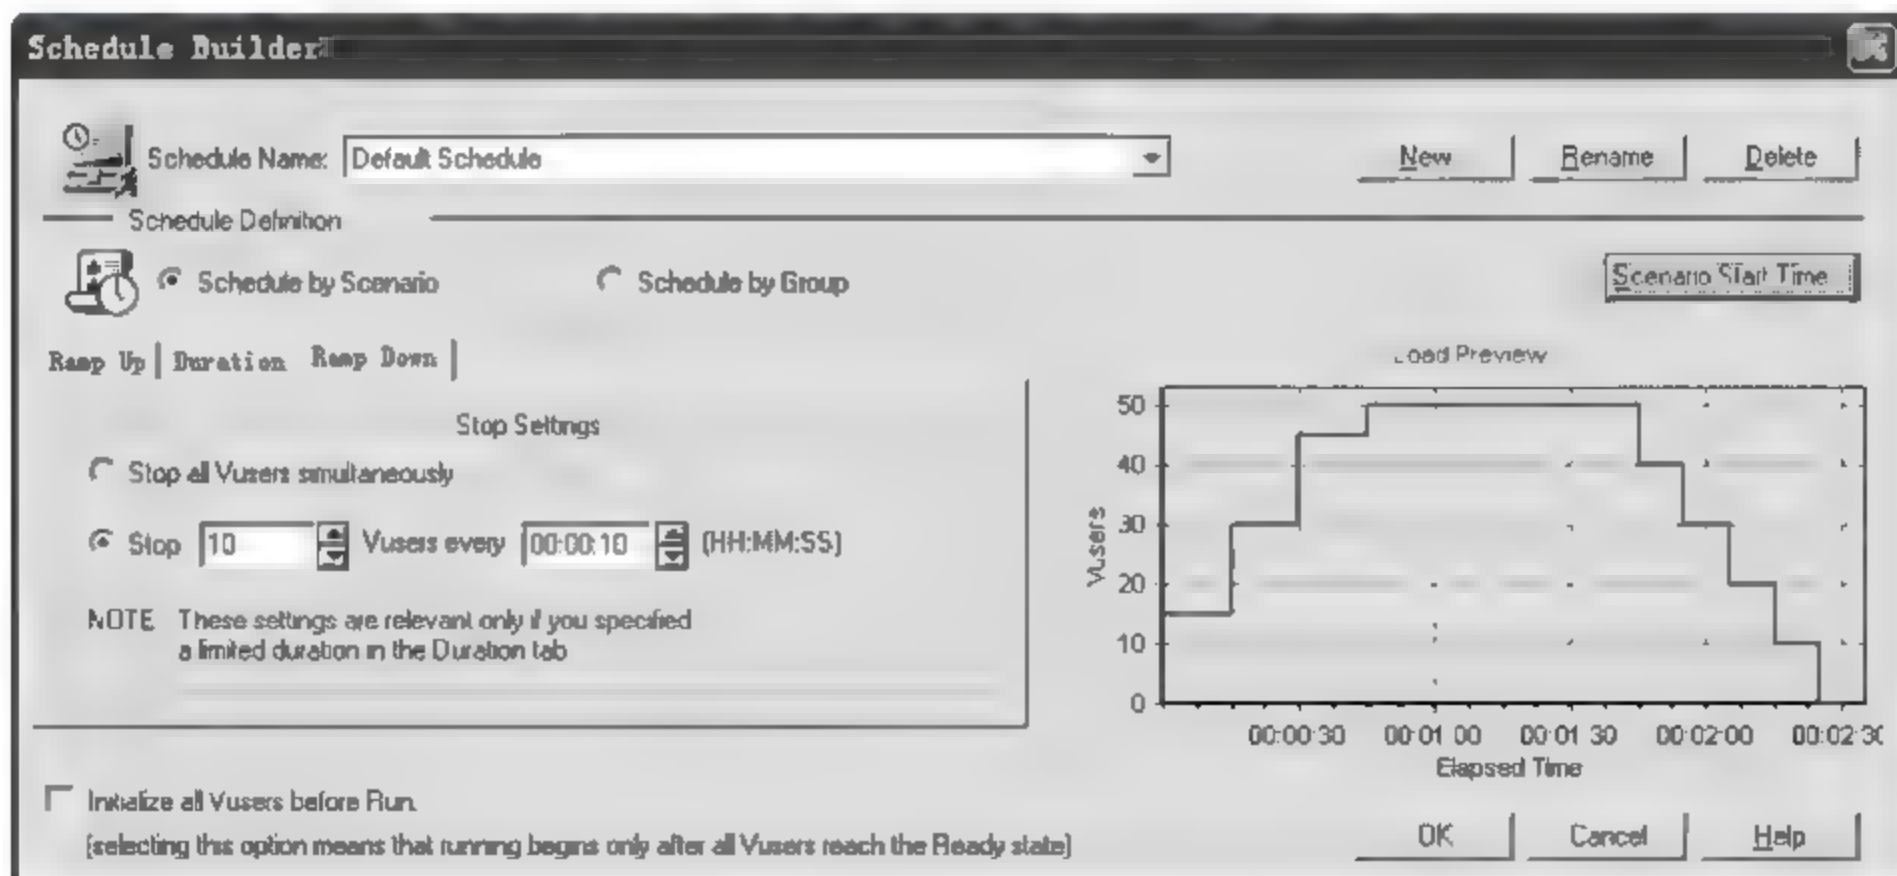 Schedule Builder
Schedule Name: Default Schedule
New Rename Delete
Schedule Definition
Schedule by Scenario Schedule by Group
Scenario Start Time
Ramp Up Duration Ramp Down
Load Preview
Stop Settings
Stop all Vusers simultaneously
Stop 10 Vusers every 00:00:10 (HH:MM:SS)
NOTE These settings are relevant only if you specified
a limited duration in the Duration tab
Vusers
50
40
30
20
10
0
00:00:30 00:01:00 00:01:30 00:02:00 00:02:30
Elapsed Time
Initialize all Vusers before Run.
(selecting this option means that running begins only after all Vusers reach the Ready state)
OK Cancel Help